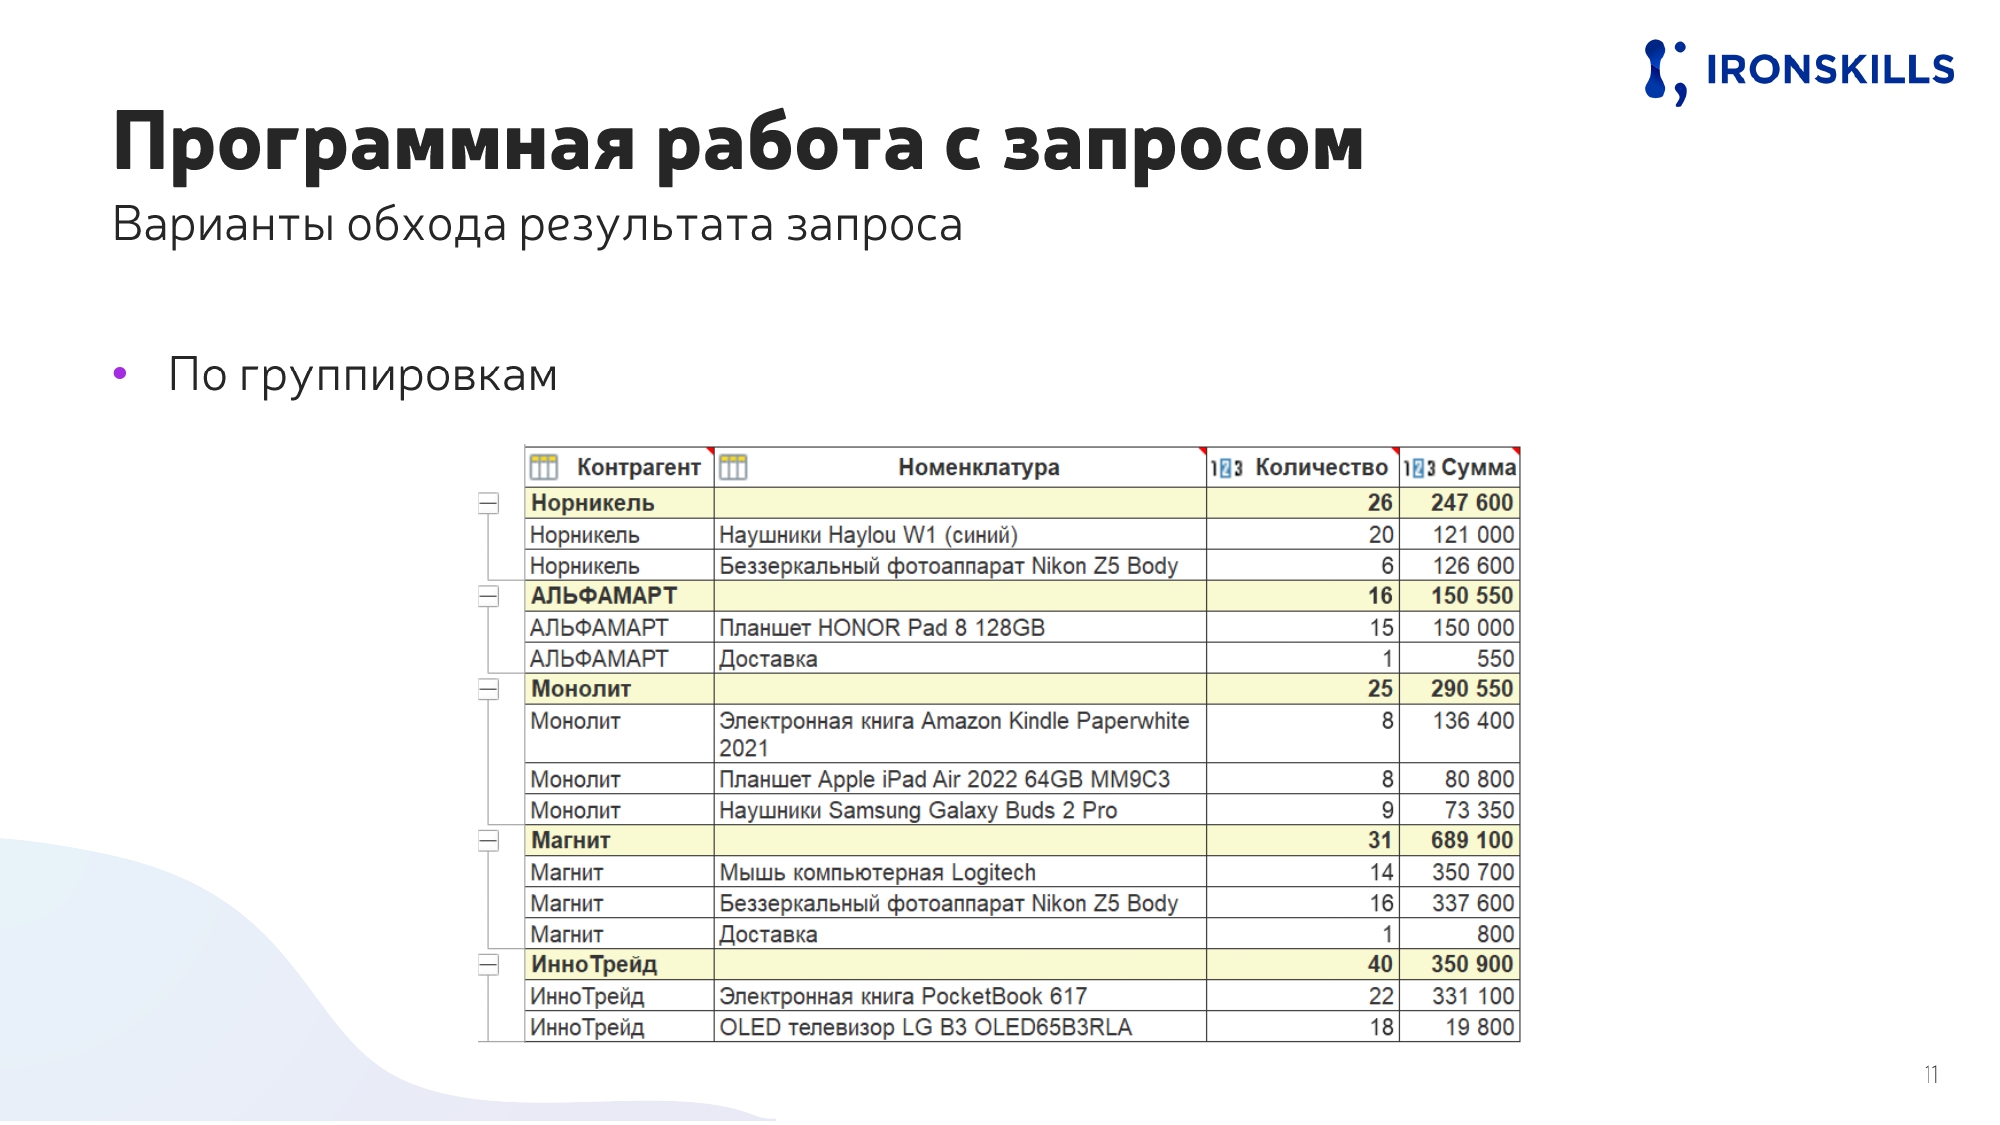 IRONSKILLS
Программная работа с запросом
Варианты обхода результата запроса
• По группировкам
Контрагент Номенклатура 123 Количество 123 Сумма
Норникель 26 247 600
Норникель Наушники Haylou W1 (синий) 20 121 000
Норникель Беззеркальный фотоаппарат Nikon Z5 Body 6 126 600
АЛЬФАМАРТ 16 150 550
АЛЬФАМАРТ Планшет HONOR Pad 8 128GB 15 150 000
АЛЬФАМАРТ Доставка 1 550
Монолит 25 290 550
Монолит Электронная книга Amazon Kindle Paperwhite 8 136 400
2021
Монолит Планшет Apple iPad Air 2022 64GB MM9C3 8 80 800
Монолит Наушники Samsung Galaxy Buds 2 Pro 9 73 350
Магнит 31 689 100
Магнит Мышь компьютерная Logitech 14 350 700
Магнит Беззеркальный фотоаппарат Nikon Z5 Body 16 337 600
Магнит Доставка 1 800
ИнноТрейд 40 350 900
ИнноТрейд Электронная книга PocketBook 617 22 331 100
ИнноТрейд OLED телевизор LG B3 OLED65B3RLA 18 19 800
11